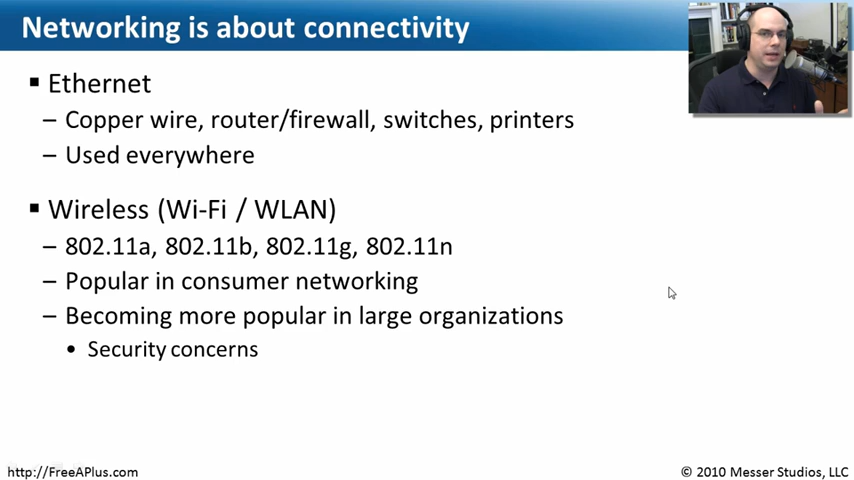 Networking is about connectivity
▪ Ethernet
– Copper wire, router/firewall, switches, printers
– Used everywhere
▪ Wireless (Wi-Fi / WLAN)
– 802.11a, 802.11b, 802.11g, 802.11n
– Popular in consumer networking
– Becoming more popular in large organizations
• Security concerns
http://FreeAPlus.com
© 2010 Messer Studios, LLC